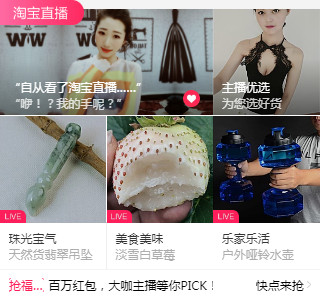 淘宝直播
“自从看了淘宝直播......”
“咿！？我的手呢？”
主播优选
为您选好货
LIVE
LIVE
LIVE
珠光宝气
天然货翡翠吊坠
美食美味
淡雪白草莓
乐家乐活
户外哑铃水壶
抢福...
百万红包，大咖主播等你PICK！
快点来抢